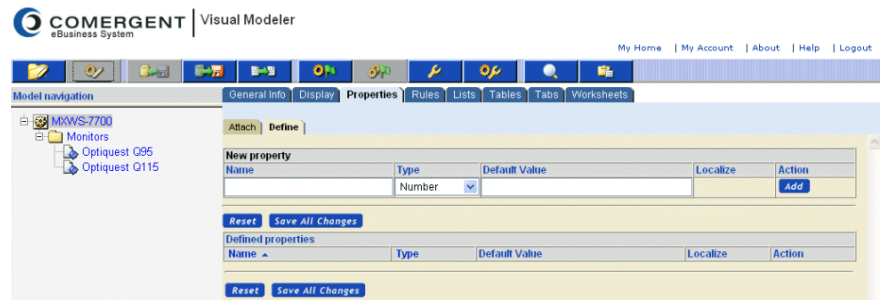 COMERGENT
eBusiness System
Visual Modeler
My Home | My Account | About | Help | Logout
Model navigation
General Info Display Properties Rules Lists Tables Tabs Worksheets
MXWS-7700
Monitors
Optiquest Q95
Optiquest Q115
Attach Define
New property
Name Type Default Value Localize Action
Number Add
Reset Save All Changes
Defined properties
Name Type Default Value Localize Action
Reset Save All Changes